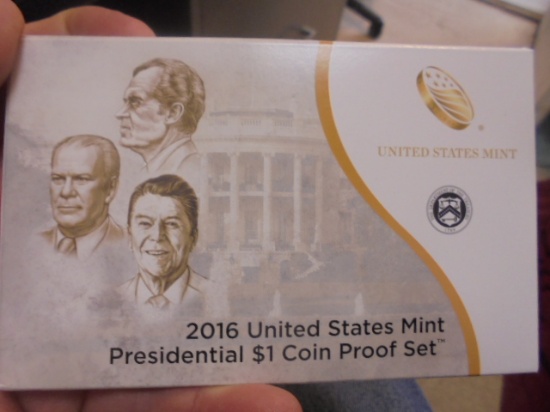 UNITED STATES MINT
2016 United States Mint
Presidential $1 Coin Proof Set™